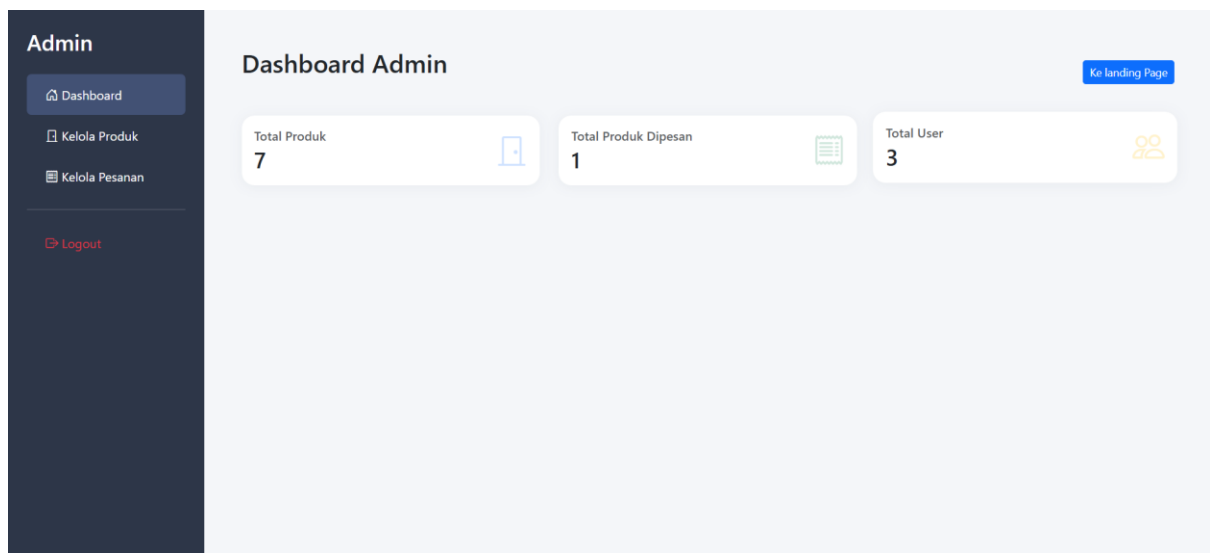 Admin
Dashboard
Kelola Produk
Kelola Pesanan
Logout
Dashboard Admin
Ke landing Page
Total Produk
7
Total Produk Dipesan
1
Total User
3